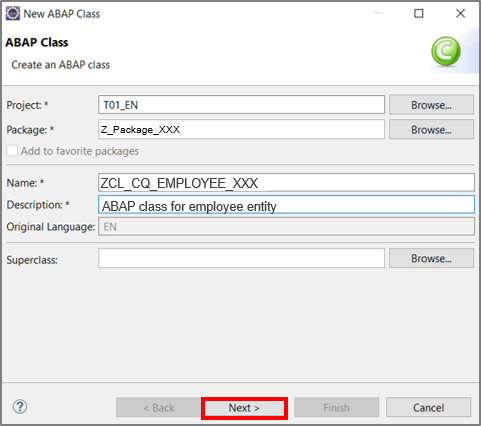 New ABAP Class
ABAP Class
Create an ABAP class
Project: * T01_EN Browse...
Package: * Z_Package_XXX Browse...
Add to favorite packages
Name: * ZCL_CQ_EMPLOYEE_XXX
Description: * ABAP class for employee entity
Original Language: EN
Superclass: Browse...
? < Back Next > Finish Cancel